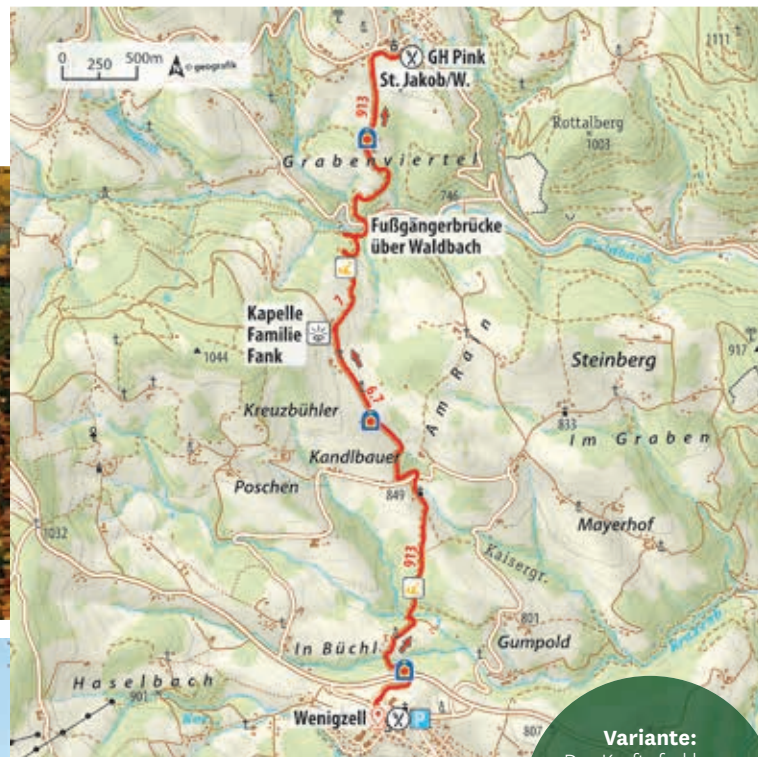 0 250 500m
© geografik
GH Pink
St. Jakob/W.
1111
913
Rottalberg
1003
Grabenviertel
746
Fußgängerbrücke
über Waldbach
Waldbach
7
Kapelle
Familie
Fank
1044
Am Rain
Steinberg
917
6,7
Kreuzbühler
833
Im Graben
Kandlbauer
Poschen
849
Mayerhof
1032
913
Kaisergr.
801
Gumpold
In Büchl
Haselbach
901
Wenigzell
P
807
Variante: